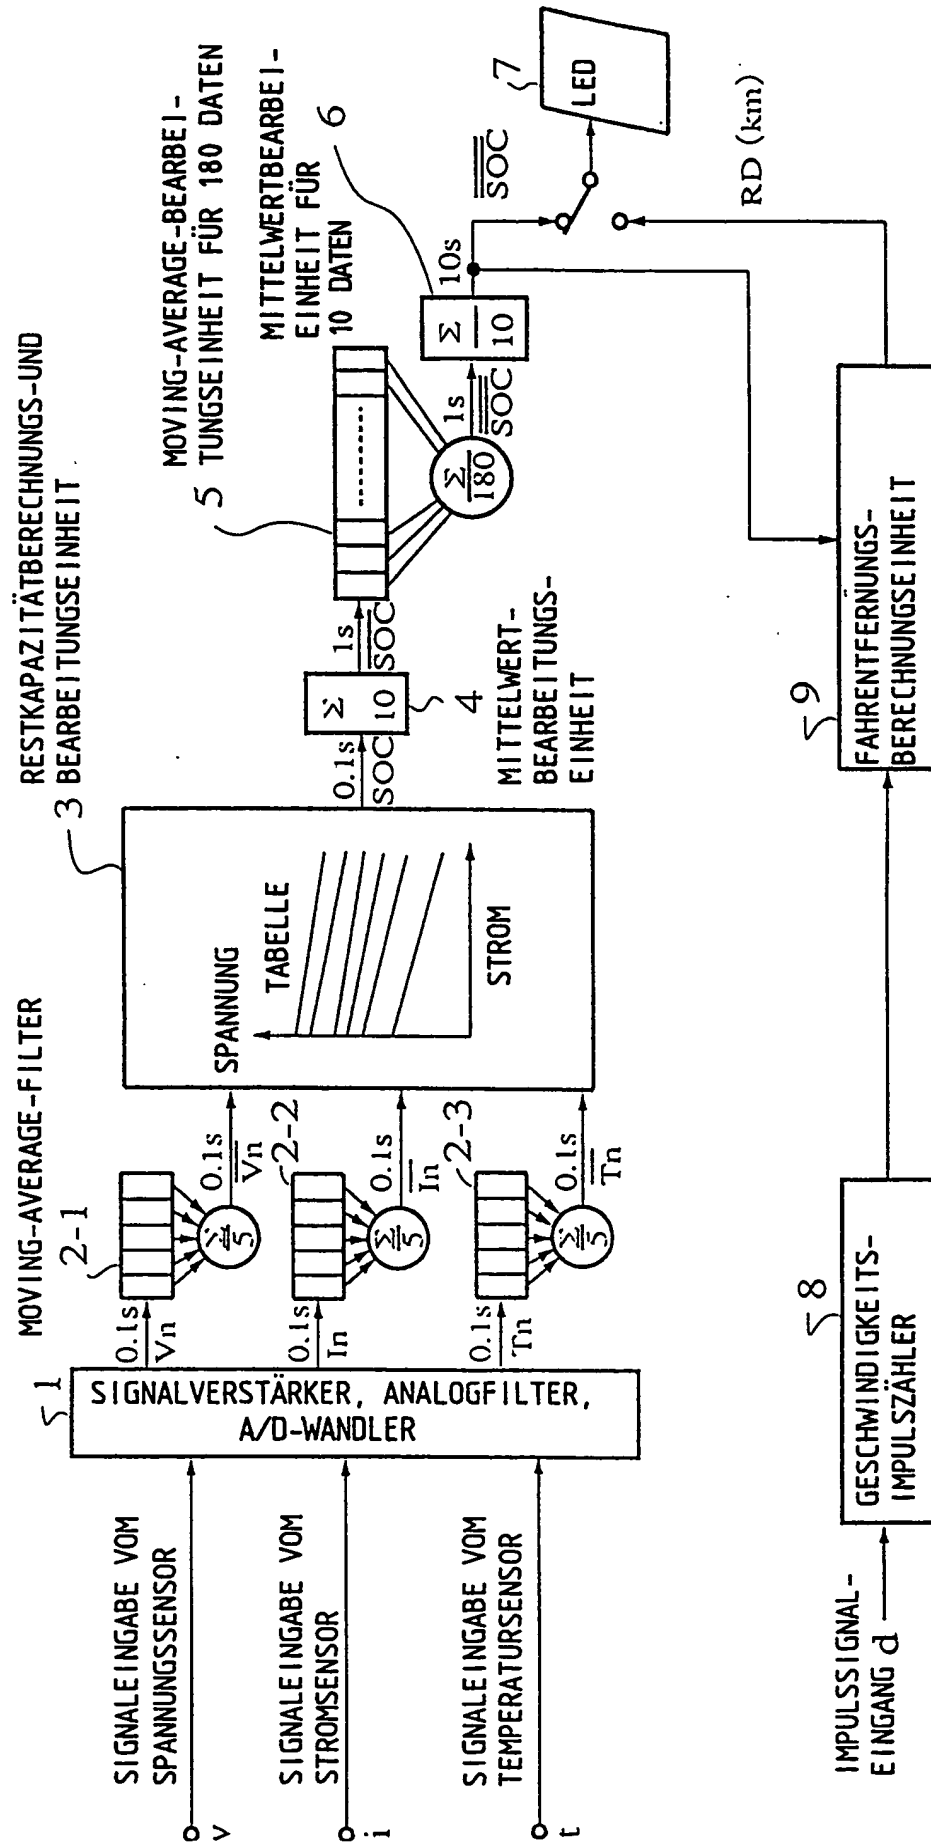 RESTKAPAZITÄTBERECHNUNGS-UND
BEARBEITUNGSEINHEIT
MOVING-AVERAGE-FILTER
MOVING-AVERAGE-BEARBEI-
TUNGSEINHEIT FÜR 180 DATEN
MITTELWERTBEARBEI-
EINHEIT FÜR
10 DATEN
SIGNALEINGABE VOM
SPANNUNGSSENSOR
v
SIGNALEINGABE VOM
STROMSENSOR
i
SIGNALEINGABE VOM
TEMPERATURSENSOR
t
1
SIGNALVERSTÄRKER, ANALOGFILTER,
A/D-WANDLER
0.1s
Vn
0.1s
In
0.1s
Tn
2-1
Σ
5
2-2
Σ
5
2-3
Σ
5
0.1s
Vn
0.1s
In
0.1s
Tn
3
SPANNUNG
TABELLE
STROM
0.1s
SOC
Σ
10
4
MITTELWERT-
BEARBEITUNGS-
EINHEIT
1s
SOC
5
Σ
180
1s
SOC
6
Σ
10
10s
SOC
7
LED
RD (km)
IMPULSSIGNAL-
EINGANG d
8
GESCHWINDIGKEITS-
IMPULSZÄHLER
9
FAHRENTFERNUNGS-
BERECHNUNGSEINHEIT